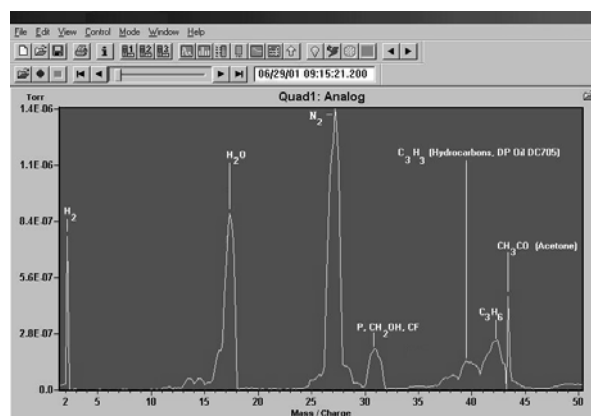 File Edit View Control Mode Window Help
06/29/01 09:15:21.200
Quad1: Analog
Torr
1.4E-06
1.1E-06
8.4E-07
5.6E-07
2.8E-07
0.0
H2
H2O
N2
C3H3 (Hydrocarbons, DP Oil DC705)
CH3CO (Acetone)
P, CH2OH, CF
C3H6
2 5 10 15 20 25 30 35 40 45 50
Mass / Charge